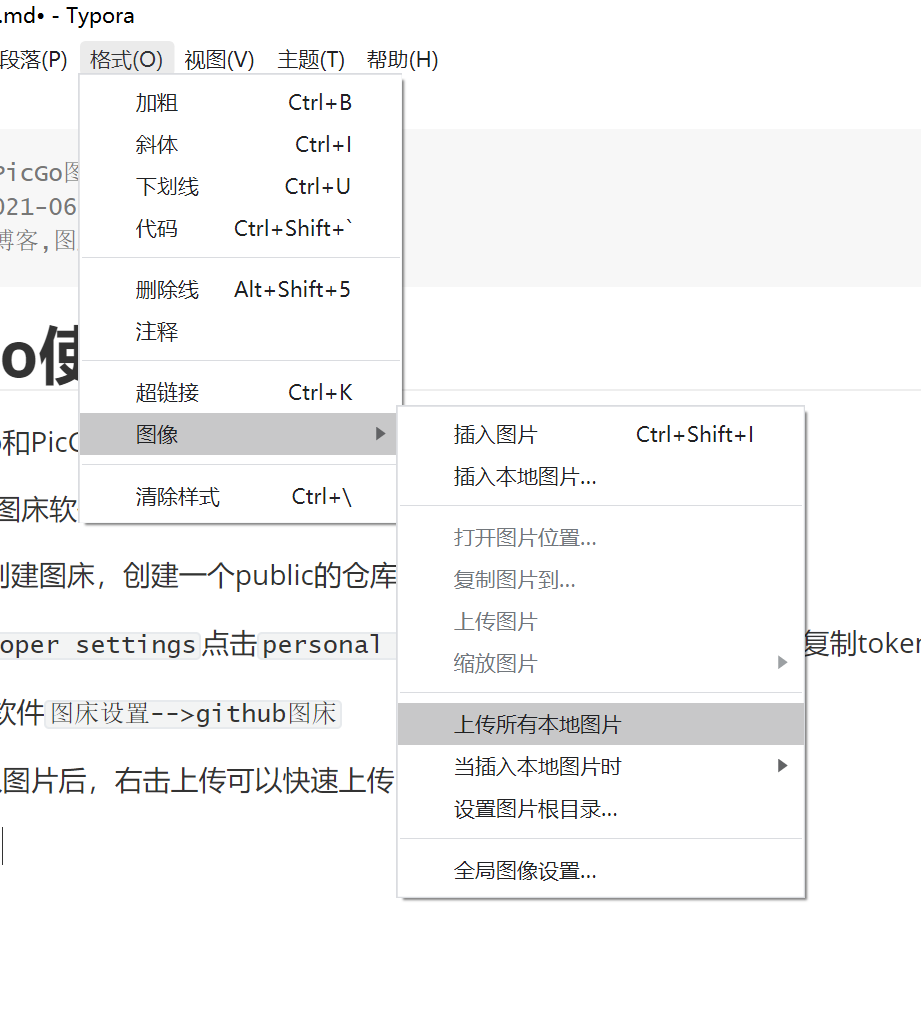 .md• - Typora
段落(P) 格式(O) 视图(V) 主题(T) 帮助(H)
加粗 Ctrl+B
斜体 Ctrl+I
PicGo图
下划线 Ctrl+U
021-06
代码 Ctrl+Shift+`
博客,图
删除线 Alt+Shift+5
注释
o使
超链接 Ctrl+K
和PicG
图像
插入图片 Ctrl+Shift+I
插入本地图片...
清除样式 Ctrl+\
图床软
打开图片位置...
创建图床，创建一个public的仓库
复制图片到...
上传图片
oper settings点击personal
复制token
缩放图片
软件图床设置-->github图床
上传所有本地图片
当插入本地图片时
图片后，右击上传可以快速上传
设置图片根目录...
全局图像设置...